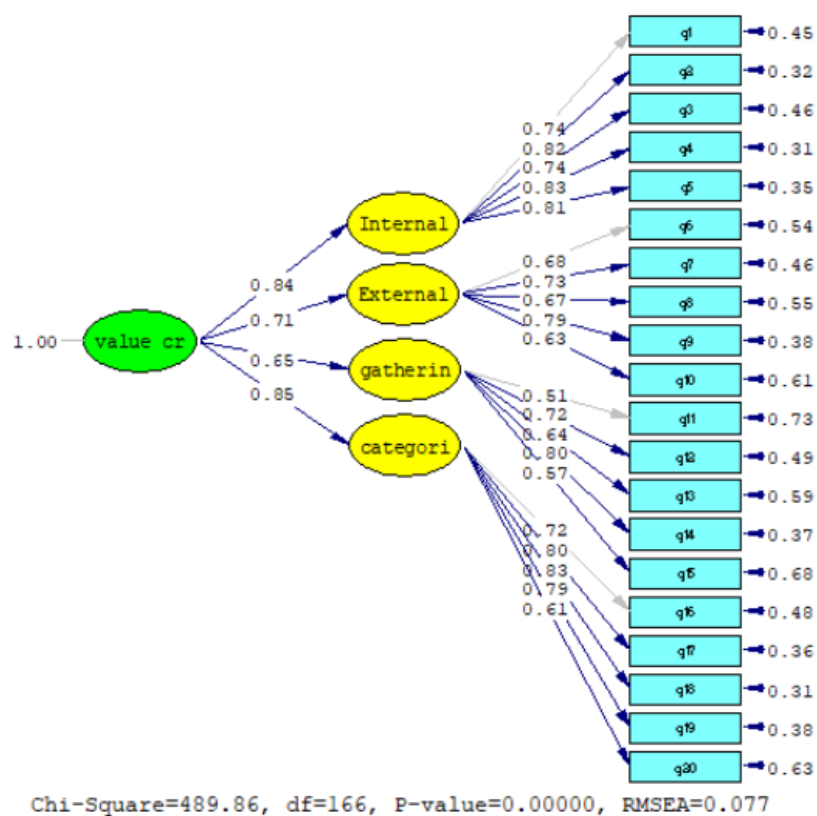 q1 0.45
q2 0.32
q3 0.46
0.74
0.82
q4 0.31
0.74
0.83
q5 0.35
0.81
Internal
q6 0.54
0.68
q7 0.46
0.84
0.73
External
0.67
q8 0.55
0.71
0.79
0.63
q9 0.38
1.00
value cr
0.65
gatherin
q10 0.61
0.85
0.51
0.72
q11 0.73
0.64
categori
0.80
q12 0.49
0.57
q13 0.59
0.72
q14 0.37
0.80
0.83
q15 0.68
0.79
0.61
q16 0.48
q17 0.36
q18 0.31
q19 0.38
q20 0.63
Chi-Square=489.86, df=166, P-value=0.00000, RMSEA=0.077